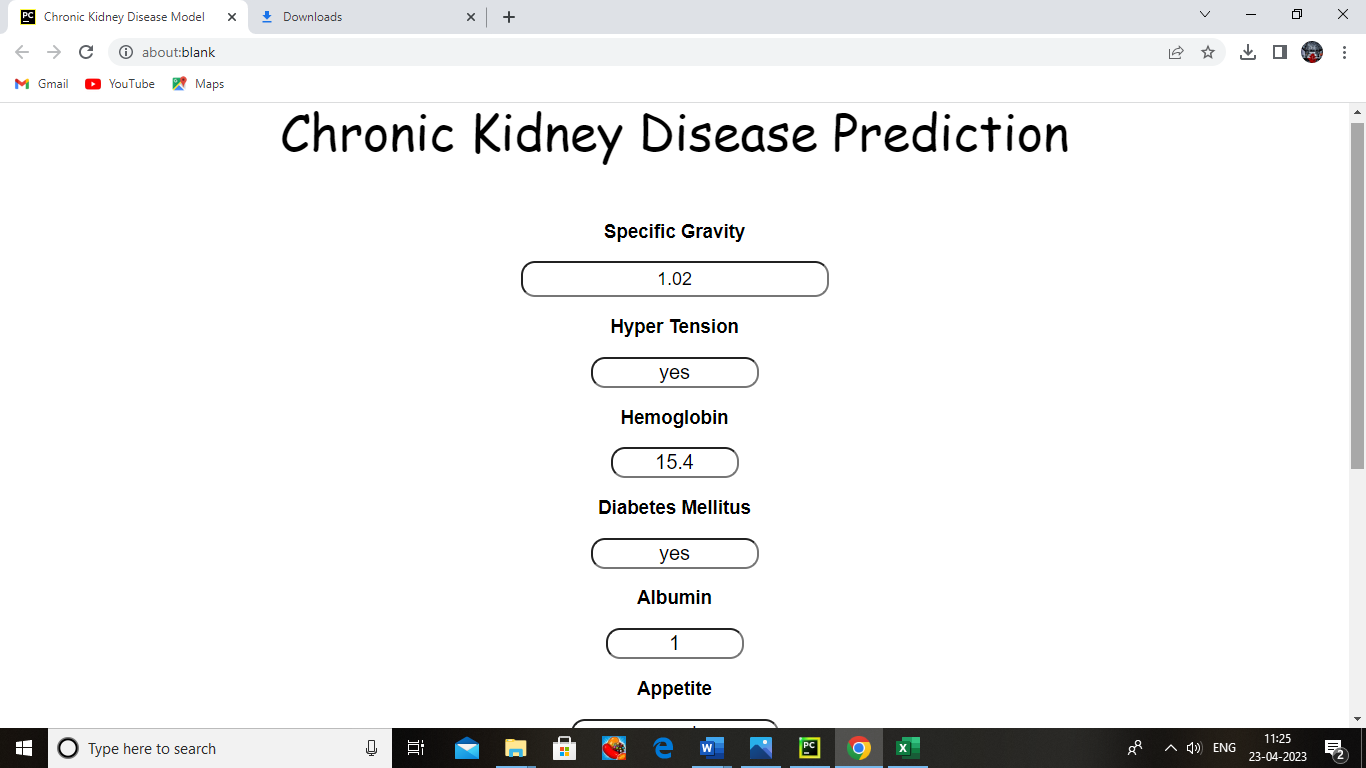 Chronic Kidney Disease Model
Downloads
about:blank
Gmail
YouTube
Maps
Chronic Kidney Disease Prediction
Specific Gravity
1.02
Hyper Tension
yes
Hemoglobin
15.4
Diabetes Mellitus
yes
Albumin
1
Appetite
Type here to search
ENG
11:25
23-04-2023
2